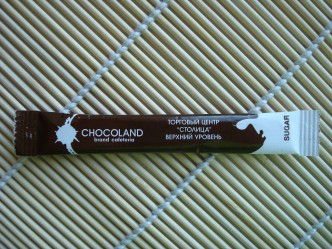 CHOCOLAND
brand cafeteria
ТОРГОВЫЙ ЦЕНТР
"СТОЛИЦА"
ВЕРХНИЙ УРОВЕНЬ
SUGAR